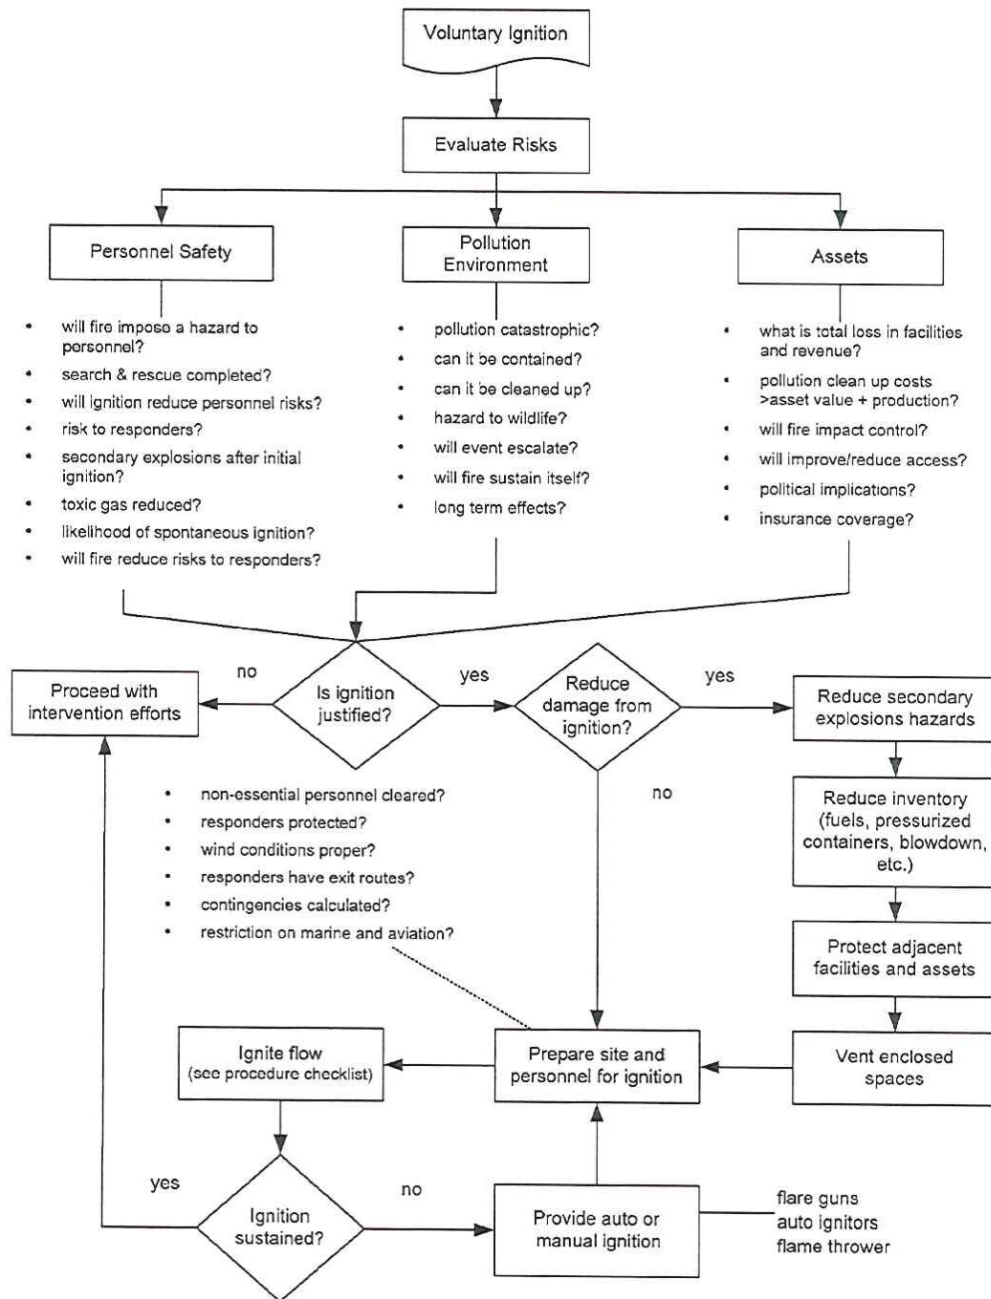 Voluntary Ignition
Evaluate Risks
Personnel Safety
Pollution
Environment
Assets
• will fire impose a hazard to
personnel?
• search & rescue completed?
• will ignition reduce personnel risks?
• risk to responders?
• secondary explosions after initial
ignition?
• toxic gas reduced?
• likelihood of spontaneous ignition?
• will fire reduce risks to responders?
• pollution catastrophic?
• can it be contained?
• can it be cleaned up?
• hazard to wildlife?
• will event escalate?
• will fire sustain itself?
• long term effects?
• what is total loss in facilities
and revenue?
• pollution clean up costs
>asset value + production?
• will fire impact control?
• will improve/reduce access?
• political implications?
• insurance coverage?
Proceed with
intervention efforts
no
Is ignition
justified?
yes
Reduce
damage from
ignition?
yes
Reduce secondary
explosions hazards
no
• non-essential personnel cleared?
• responders protected?
• wind conditions proper?
• responders have exit routes?
• contingencies calculated?
• restriction on marine and aviation?
Reduce inventory
(fuels, pressurized
containers, blowdown,
etc.)
Protect adjacent
facilities and assets
Vent enclosed
spaces
Prepare site and
personnel for ignition
Ignite flow
(see procedure checklist)
yes
Ignition
sustained?
no
Provide auto or
manual ignition
flare guns
auto ignitors
flame thrower